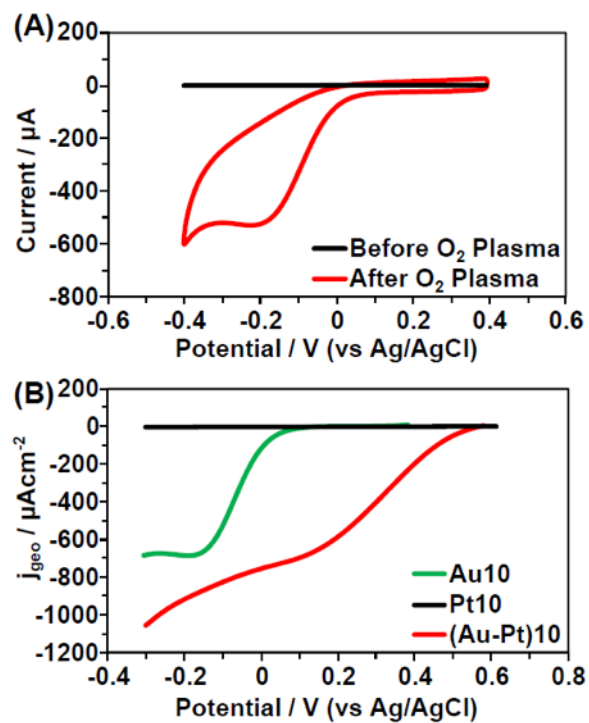 (A)
200
0
-200
-400
-600
-800
Current / µA
Before O₂ Plasma
After O₂ Plasma
-0.6 -0.4 -0.2 0 0.2 0.4 0.6
Potential / V (vs Ag/AgCl)
(B)
200
0
-200
-400
-600
-800
-1000
-1200
j_geo / µAcm⁻²
Au10
Pt10
(Au-Pt)10
-0.4 -0.2 0 0.2 0.4 0.6 0.8
Potential / V (vs Ag/AgCl)